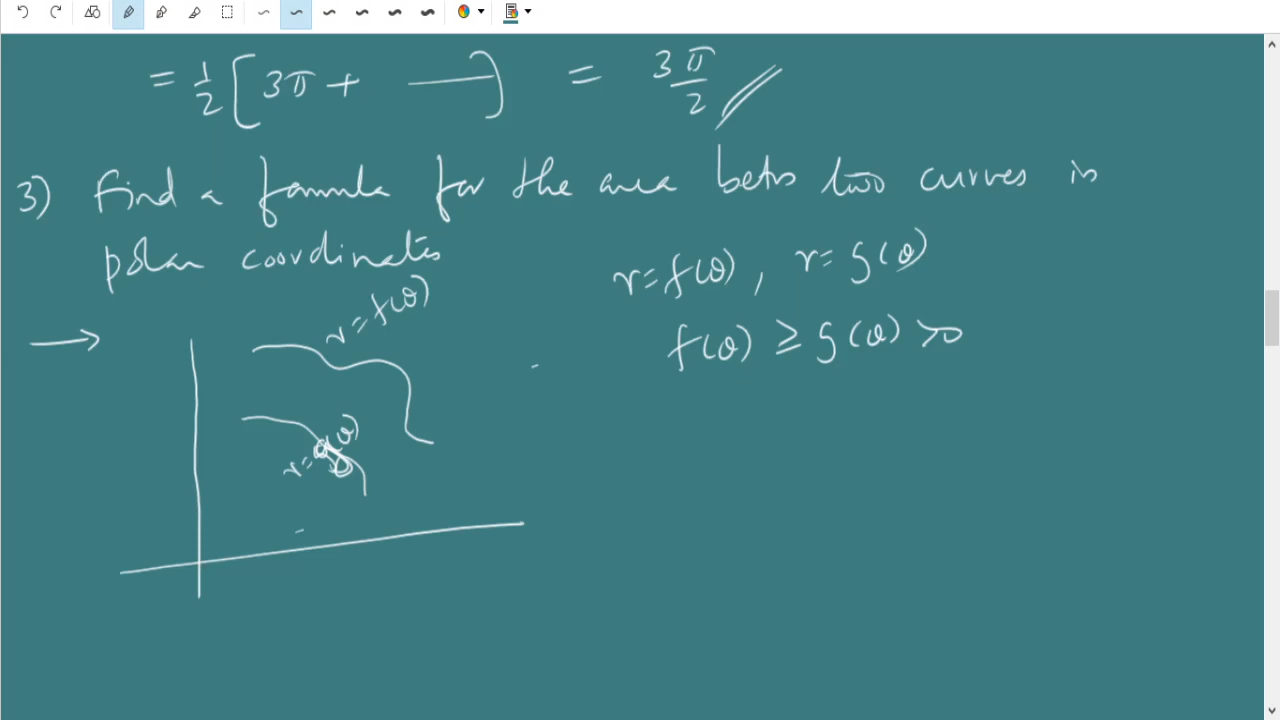 = 1/2 [ 3π + —— ] = 3π/2 //
3) Find a formula for the area betn two curves in
polar coordinates
r = f(θ), r = g(θ)
f(θ) ≥ g(θ) > 0
r = f(θ)
r = g(θ)